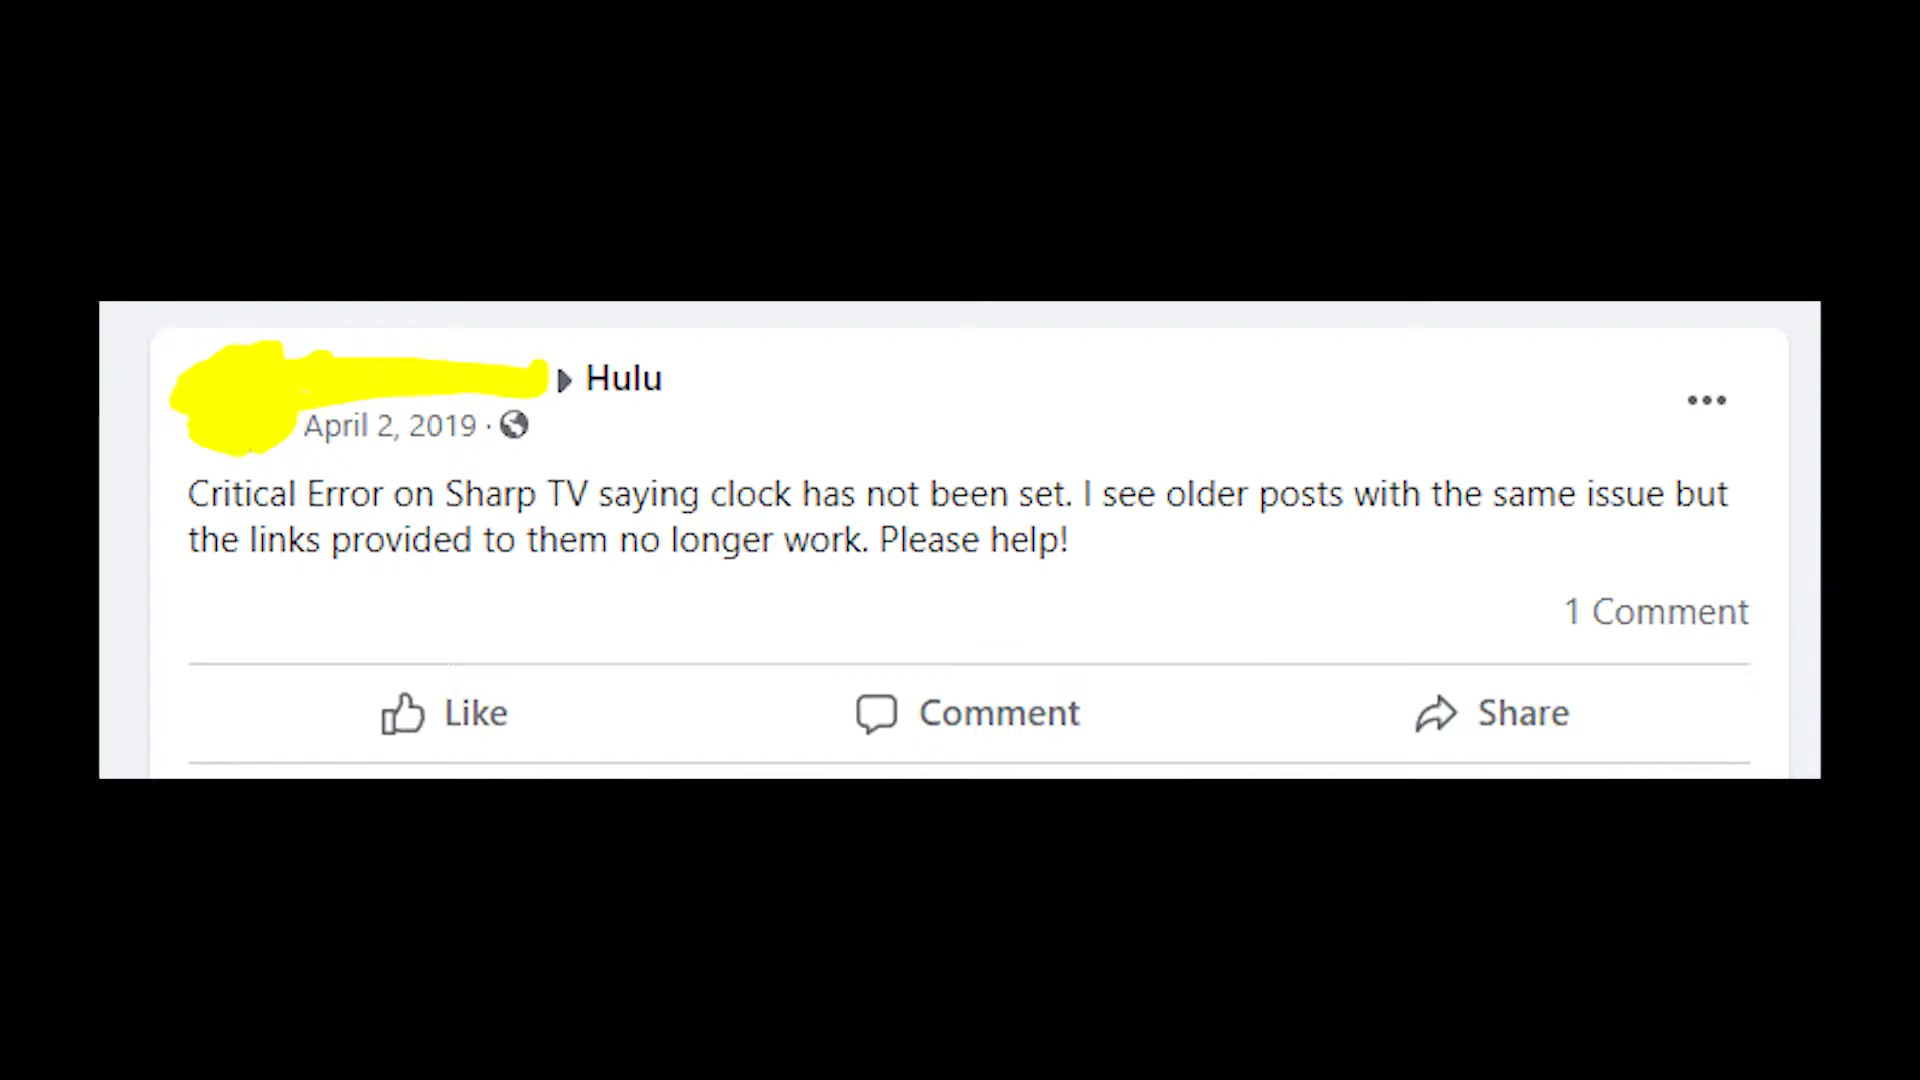 Hulu
April 2, 2019 ·
Critical Error on Sharp TV saying clock has not been set. I see older posts with the same issue but
the links provided to them no longer work. Please help!
1 Comment
Like Comment Share